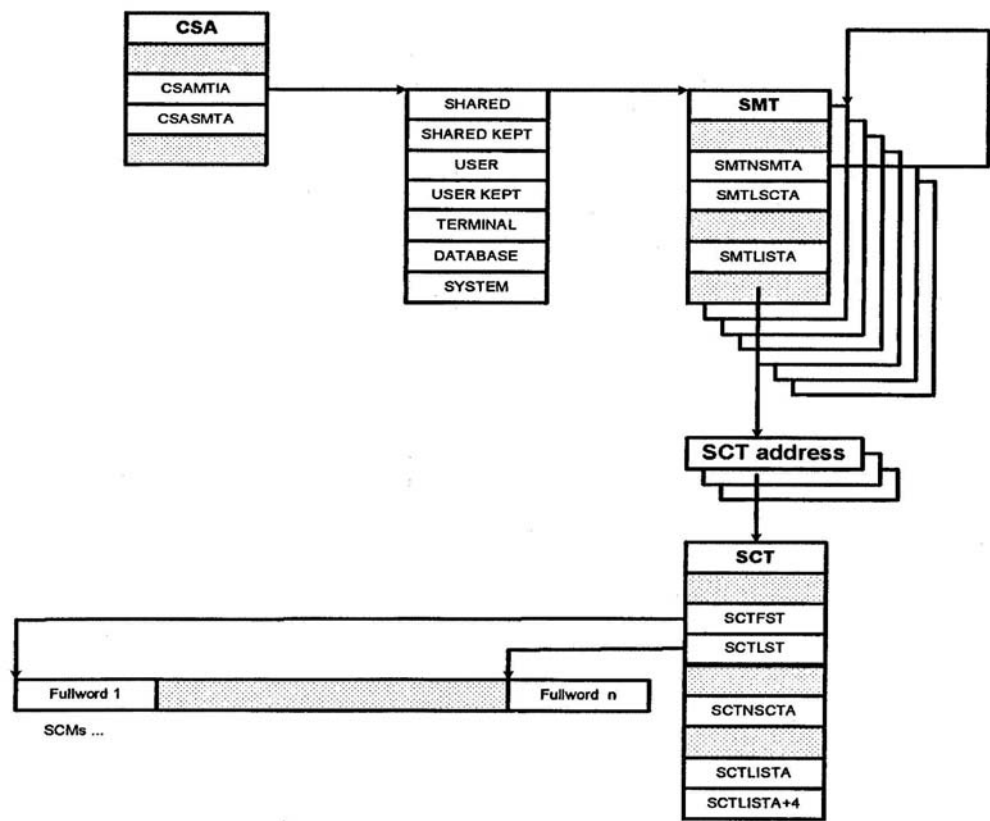 CSA
CSAMTIA
CSASMTA
SHARED
SHARED KEPT
USER
USER KEPT
TERMINAL
DATABASE
SYSTEM
SMT
SMTNSMTA
SMTLSCTA
SMTLISTA
SCT address
SCT
SCTFST
SCTLST
SCTNSCTA
SCTLISTA
SCTLISTA+4
Fullword 1
Fullword n
SCMs ...